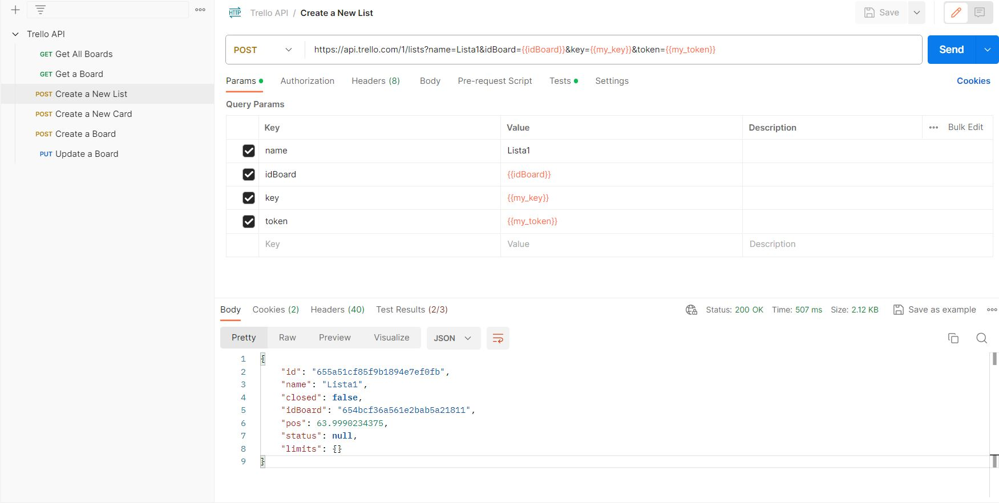 Trello API
GET Get All Boards
GET Get a Board
POST Create a New List
POST Create a New Card
POST Create a Board
PUT Update a Board
HTTP Trello API / Create a New List
Save
POST https://api.trello.com/1/lists?name=Lista1&idBoard={{idBoard}}&key={{my_key}}&token={{my_token}}
Send
Params Authorization Headers (8) Body Pre-request Script Tests Settings Cookies
Query Params
Key Value Description Bulk Edit
name Lista1
idBoard {{idBoard}}
key {{my_key}}
token {{my_token}}
Key Value Description
Body Cookies (2) Headers (40) Test Results (2/3) Status: 200 OK Time: 507 ms Size: 2.12 KB Save as example
Pretty Raw Preview Visualize JSON
1 {
2 "id": "655a51cf85f9b1894e7ef0fb",
3 "name": "Lista1",
4 "closed": false,
5 "idBoard": "654bcf36a561e2bab5a21811",
6 "pos": 63.9990234375,
7 "status": null,
8 "limits": {}
9 }